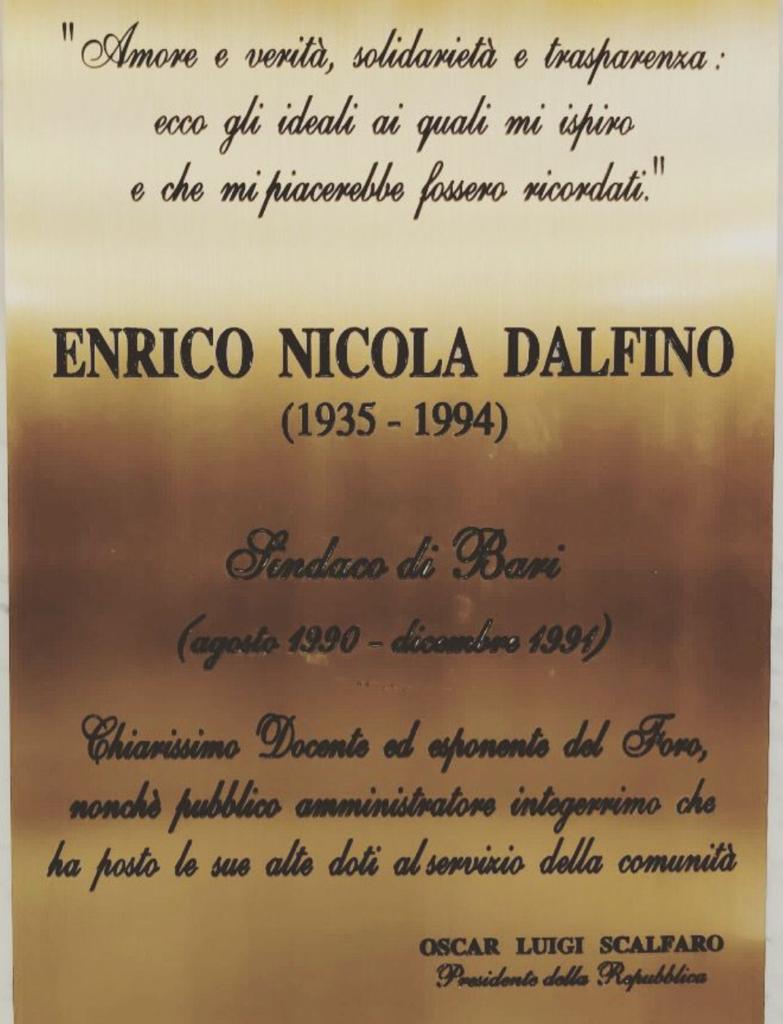 "Amore e verità, solidarietà e trasparenza:
ecco gli ideali ai quali mi ispiro
e che mi piacerebbe fossero ricordati."
ENRICO NICOLA DALFINO
(1935 - 1994)
Sindaco di Bari
(agosto 1990 - dicembre 1991)
Chiarissimo Docente ed esponente del Foro,
nonchè pubblico amministratore integerrimo che
ha posto le sue alte doti al servizio della comunità
OSCAR LUIGI SCALFARO
Presidente della Repubblica